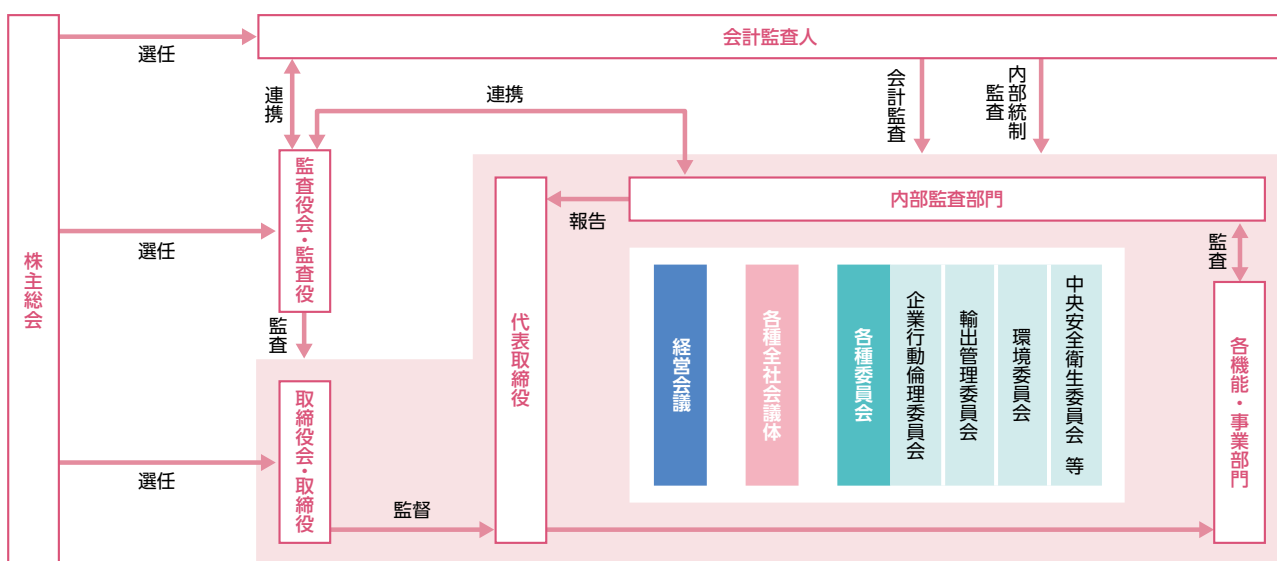 会計監査人
選任
連携
連携
会計監査
内部統制
監査
監査役会・監査役
内部監査部門
報告
選任
監査
株主総会
代表取締役
経営会議
各種全社会議体
各種委員会
企業行動倫理委員会
輸出管理委員会
環境委員会
中央安全衛生委員会 等
各機能・事業部門
監査
取締役会・取締役
選任
監督